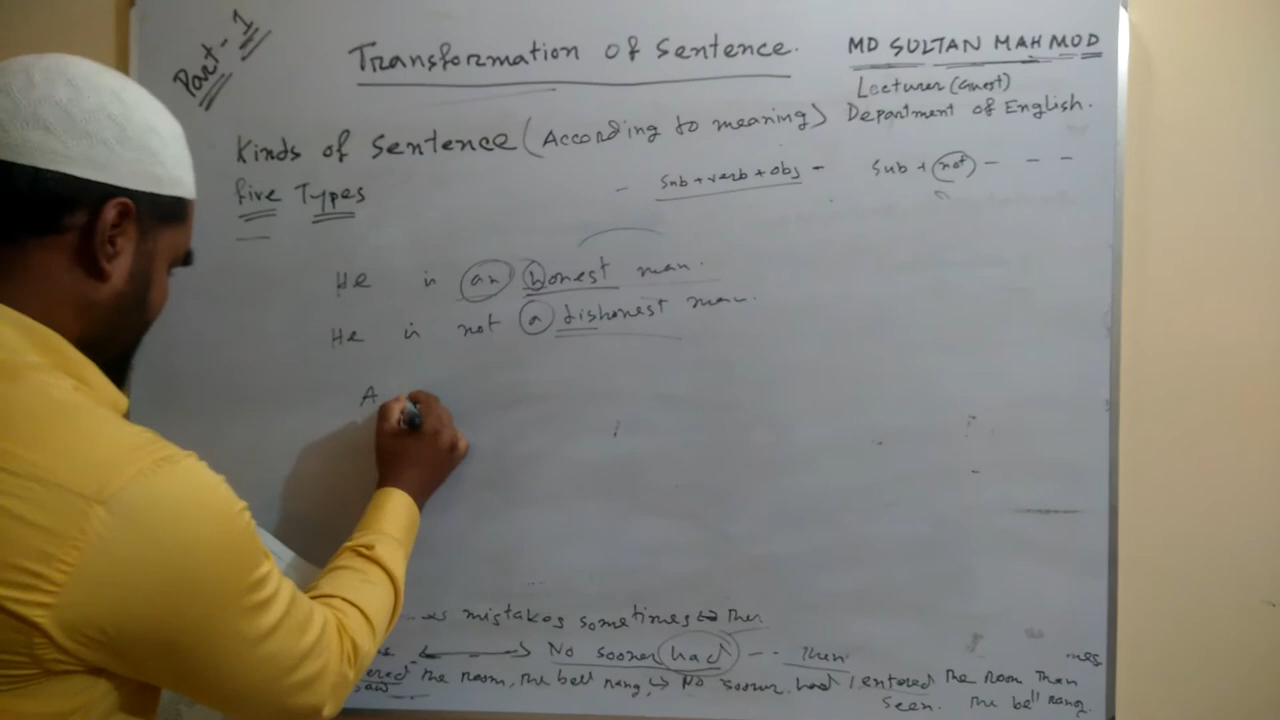 Part-1
Transformation of Sentence.
MD SULTAN MAHMOD
Lecturer (Guest)
Department of English.
Kinds of Sentence (According to meaning)
five Types
- Sub + verb + obj -
Sub + not - - -
He is an honest man.
He is not a dishonest man.
A
mistakes sometimes
No sooner had -- Then
the room, the bell rang, → No sooner had I entered the room Than
seen. the bell rang.